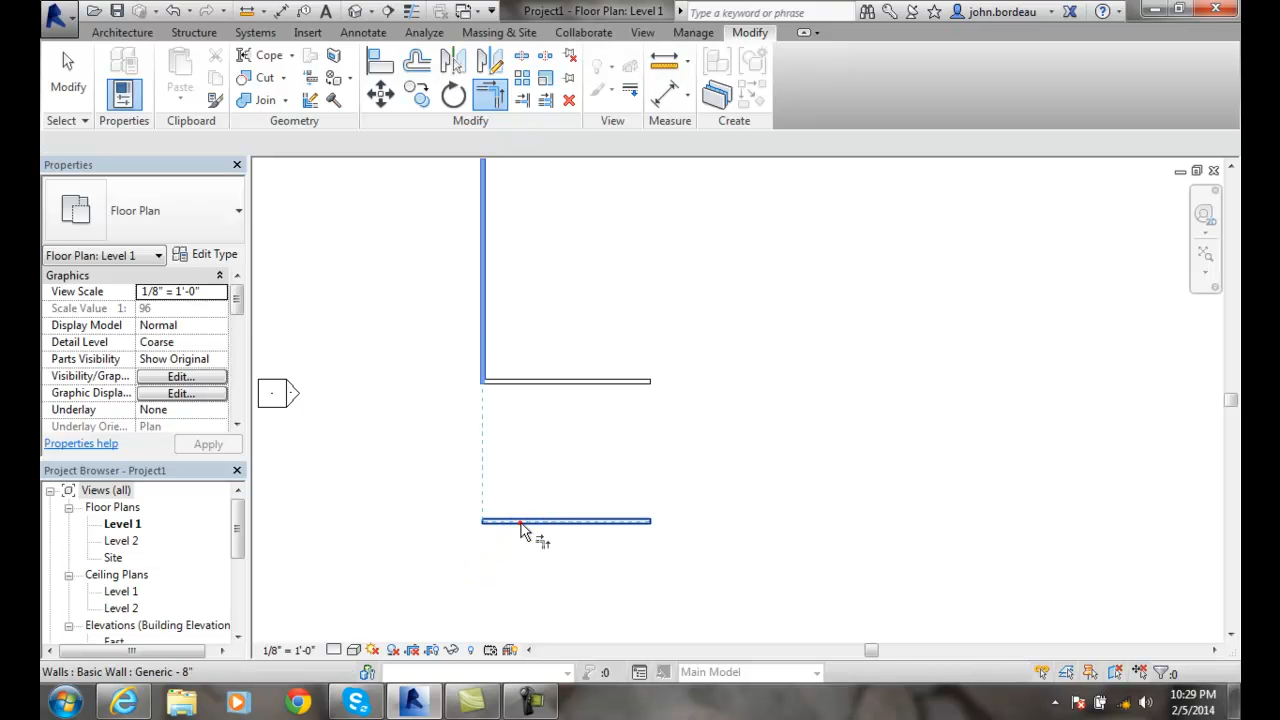 Project1 - Floor Plan: Level 1
Type a keyword or phrase
john.bordeau
Architecture
Structure
Systems
Insert
Annotate
Analyze
Massing & Site
Collaborate
View
Manage
Modify
Modify
Paste
Cope
Cut
Join
Select
Properties
Clipboard
Geometry
Modify
View
Measure
Create
Properties
Floor Plan
Floor Plan: Level 1
Edit Type
Graphics
View Scale
1/8" = 1'-0"
Scale Value 1:
96
Display Model
Normal
Detail Level
Coarse
Parts Visibility
Show Original
Visibility/Grap...
Edit...
Graphic Displa...
Edit...
Underlay
None
Underlay Orie...
Plan
Properties help
Apply
Project Browser - Project1
Views (all)
Floor Plans
Level 1
Level 2
Site
Ceiling Plans
Level 1
Level 2
Elevations (Building Elevation
East
2D
1/8" = 1'-0"
Walls : Basic Wall : Generic - 8"
:0
Main Model
:0
10:29 PM
2/5/2014